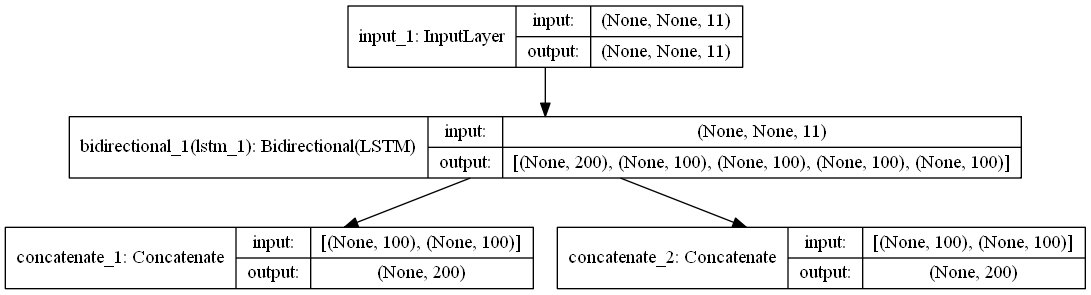 input_1: InputLayer
input: (None, None, 11)
output: (None, None, 11)
bidirectional_1(lstm_1): Bidirectional(LSTM)
input: (None, None, 11)
output: [(None, 200), (None, 100), (None, 100), (None, 100), (None, 100)]
concatenate_1: Concatenate
input: [(None, 100), (None, 100)]
output: (None, 200)
concatenate_2: Concatenate
input: [(None, 100), (None, 100)]
output: (None, 200)